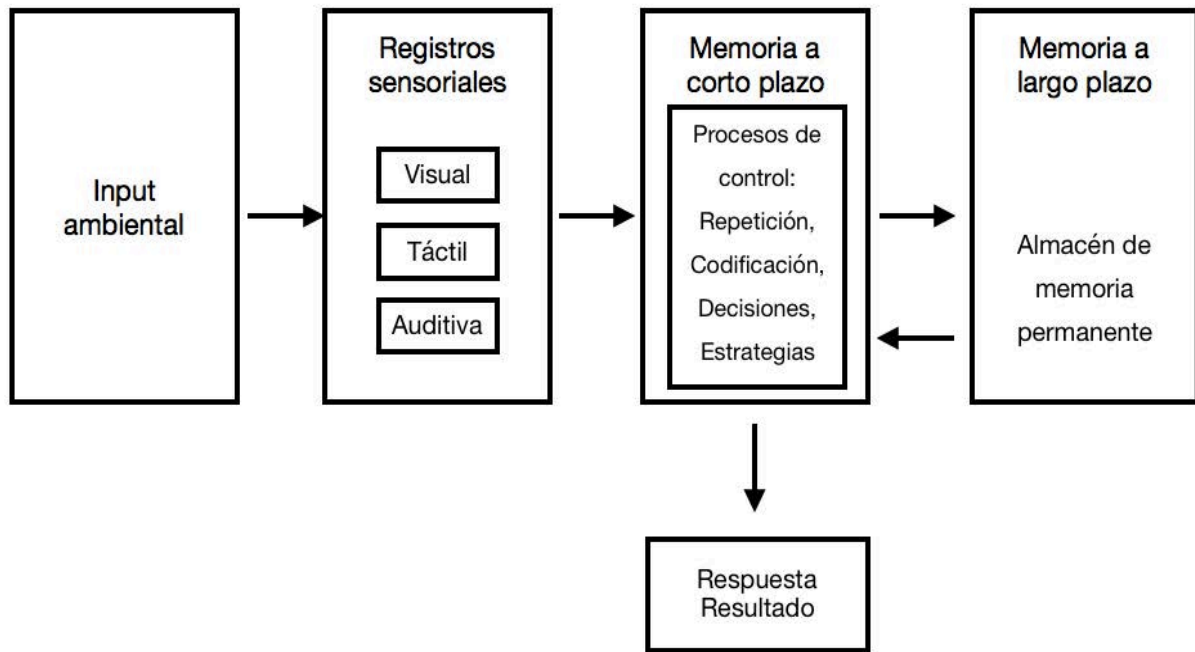 Input
ambiental
Registros
sensoriales
Visual
Táctil
Auditiva
Memoria a
corto plazo
Procesos de
control:
Repetición,
Codificación,
Decisiones,
Estrategias
Memoria a
largo plazo
Almacén de
memoria
permanente
Respuesta
Resultado